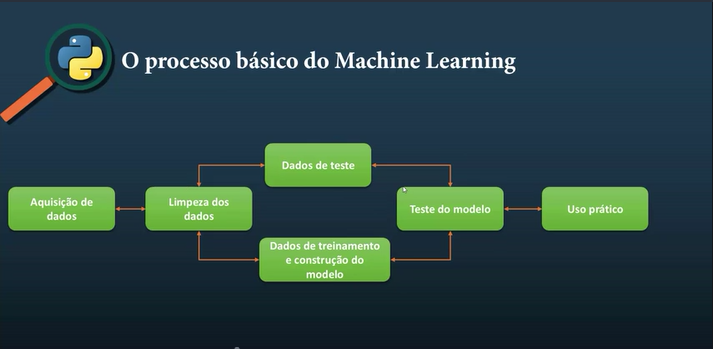 O processo básico do Machine Learning
Dados de teste
Aquisição de
dados
Limpeza dos
dados
Teste do modelo
Uso prático
Dados de treinamento
e construção do
modelo